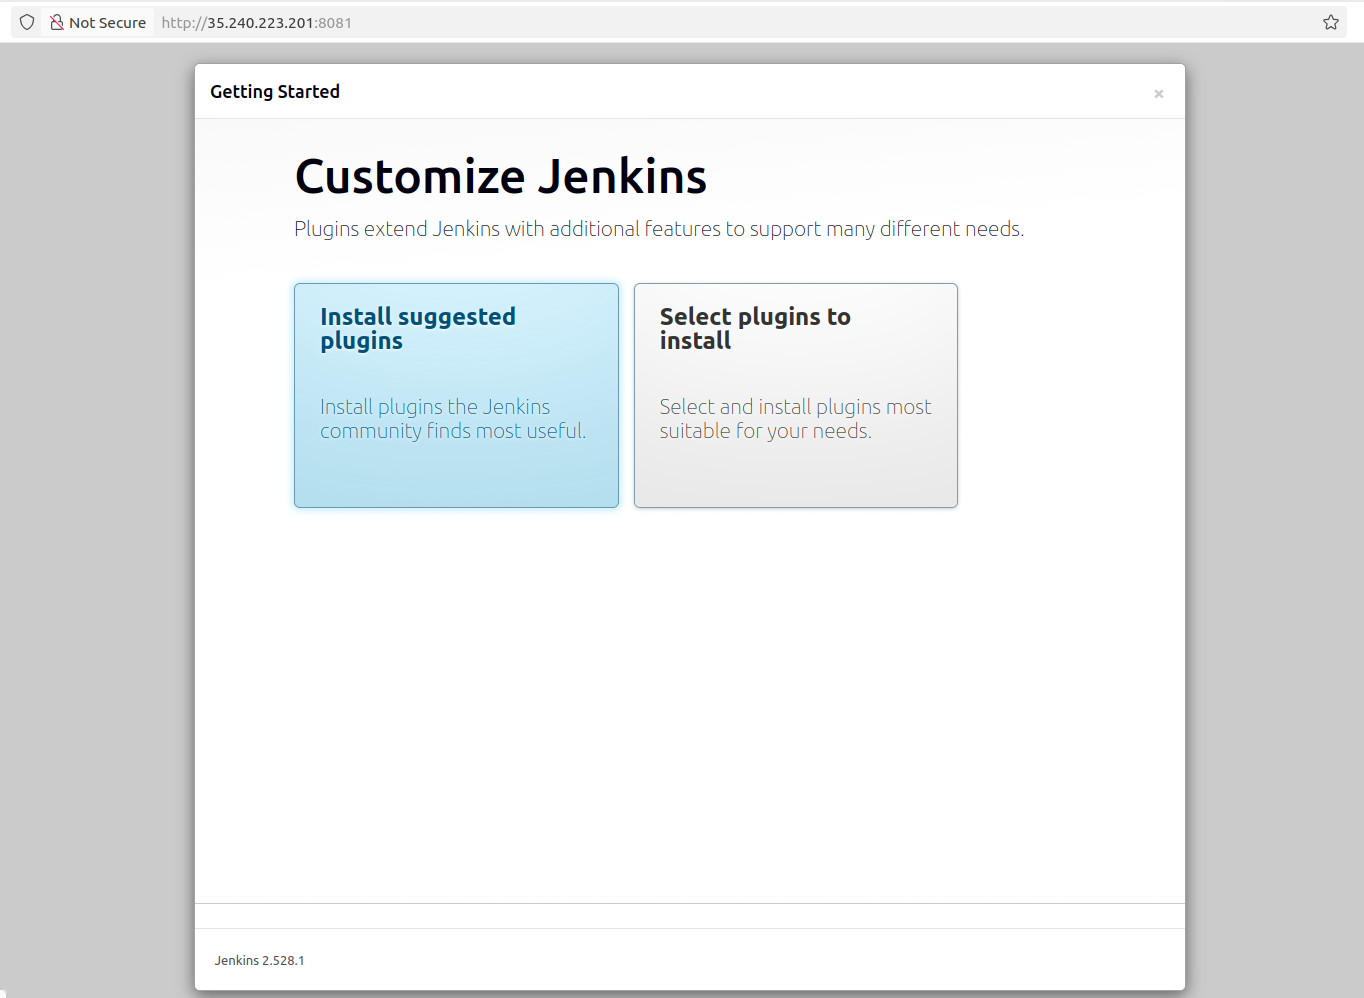 Not Secure http://35.240.223.201:8081
Getting Started ×
Customize Jenkins
Plugins extend Jenkins with additional features to support many different needs.
Install suggested
plugins
Install plugins the Jenkins
community finds most useful.
Select plugins to
install
Select and install plugins most
suitable for your needs.
Jenkins 2.528.1